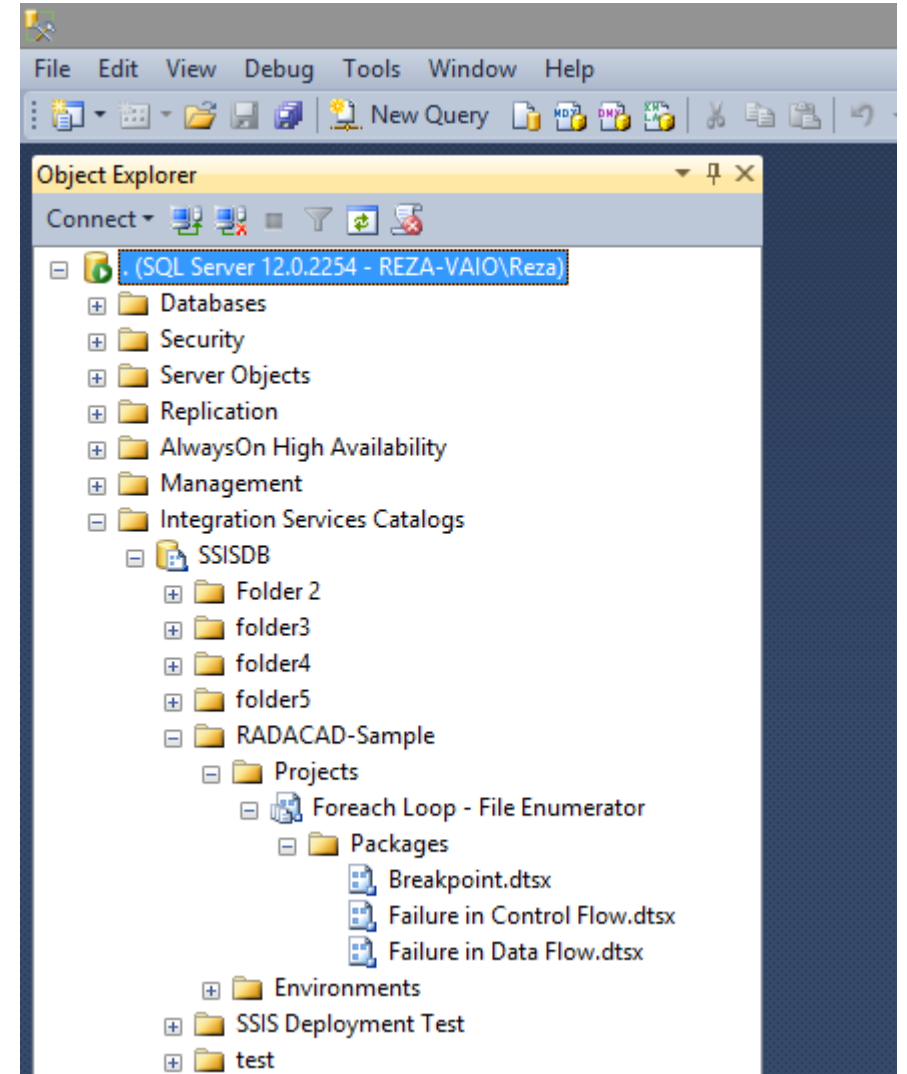 File Edit View Debug Tools Window Help
New Query MDX DMX XMLA
Object Explorer
Connect
. (SQL Server 12.0.2254 - REZA-VAIO\Reza)
Databases
Security
Server Objects
Replication
AlwaysOn High Availability
Management
Integration Services Catalogs
SSISDB
Folder 2
folder3
folder4
folder5
RADACAD-Sample
Projects
Foreach Loop - File Enumerator
Packages
Breakpoint.dtsx
Failure in Control Flow.dtsx
Failure in Data Flow.dtsx
Environments
SSIS Deployment Test
test